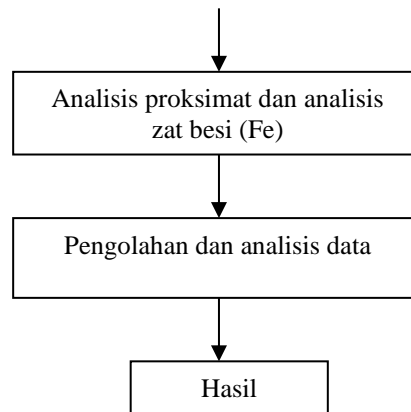 Analisis proksimat dan analisis
zat besi (Fe)
Pengolahan dan analisis data
Hasil